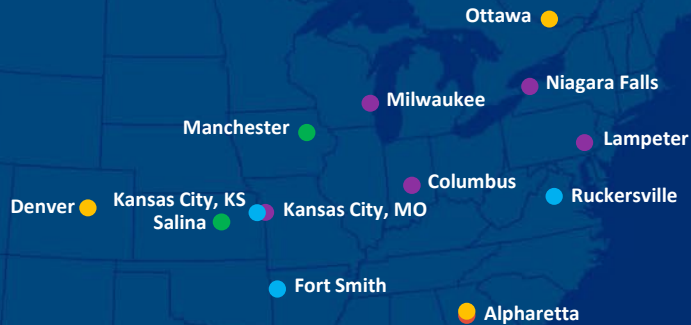 Ottawa
Niagara Falls
Milwaukee
Manchester
Lampeter
Columbus
Ruckersville
Denver
Kansas City, KS
Kansas City, MO
Salina
Fort Smith
Alpharetta